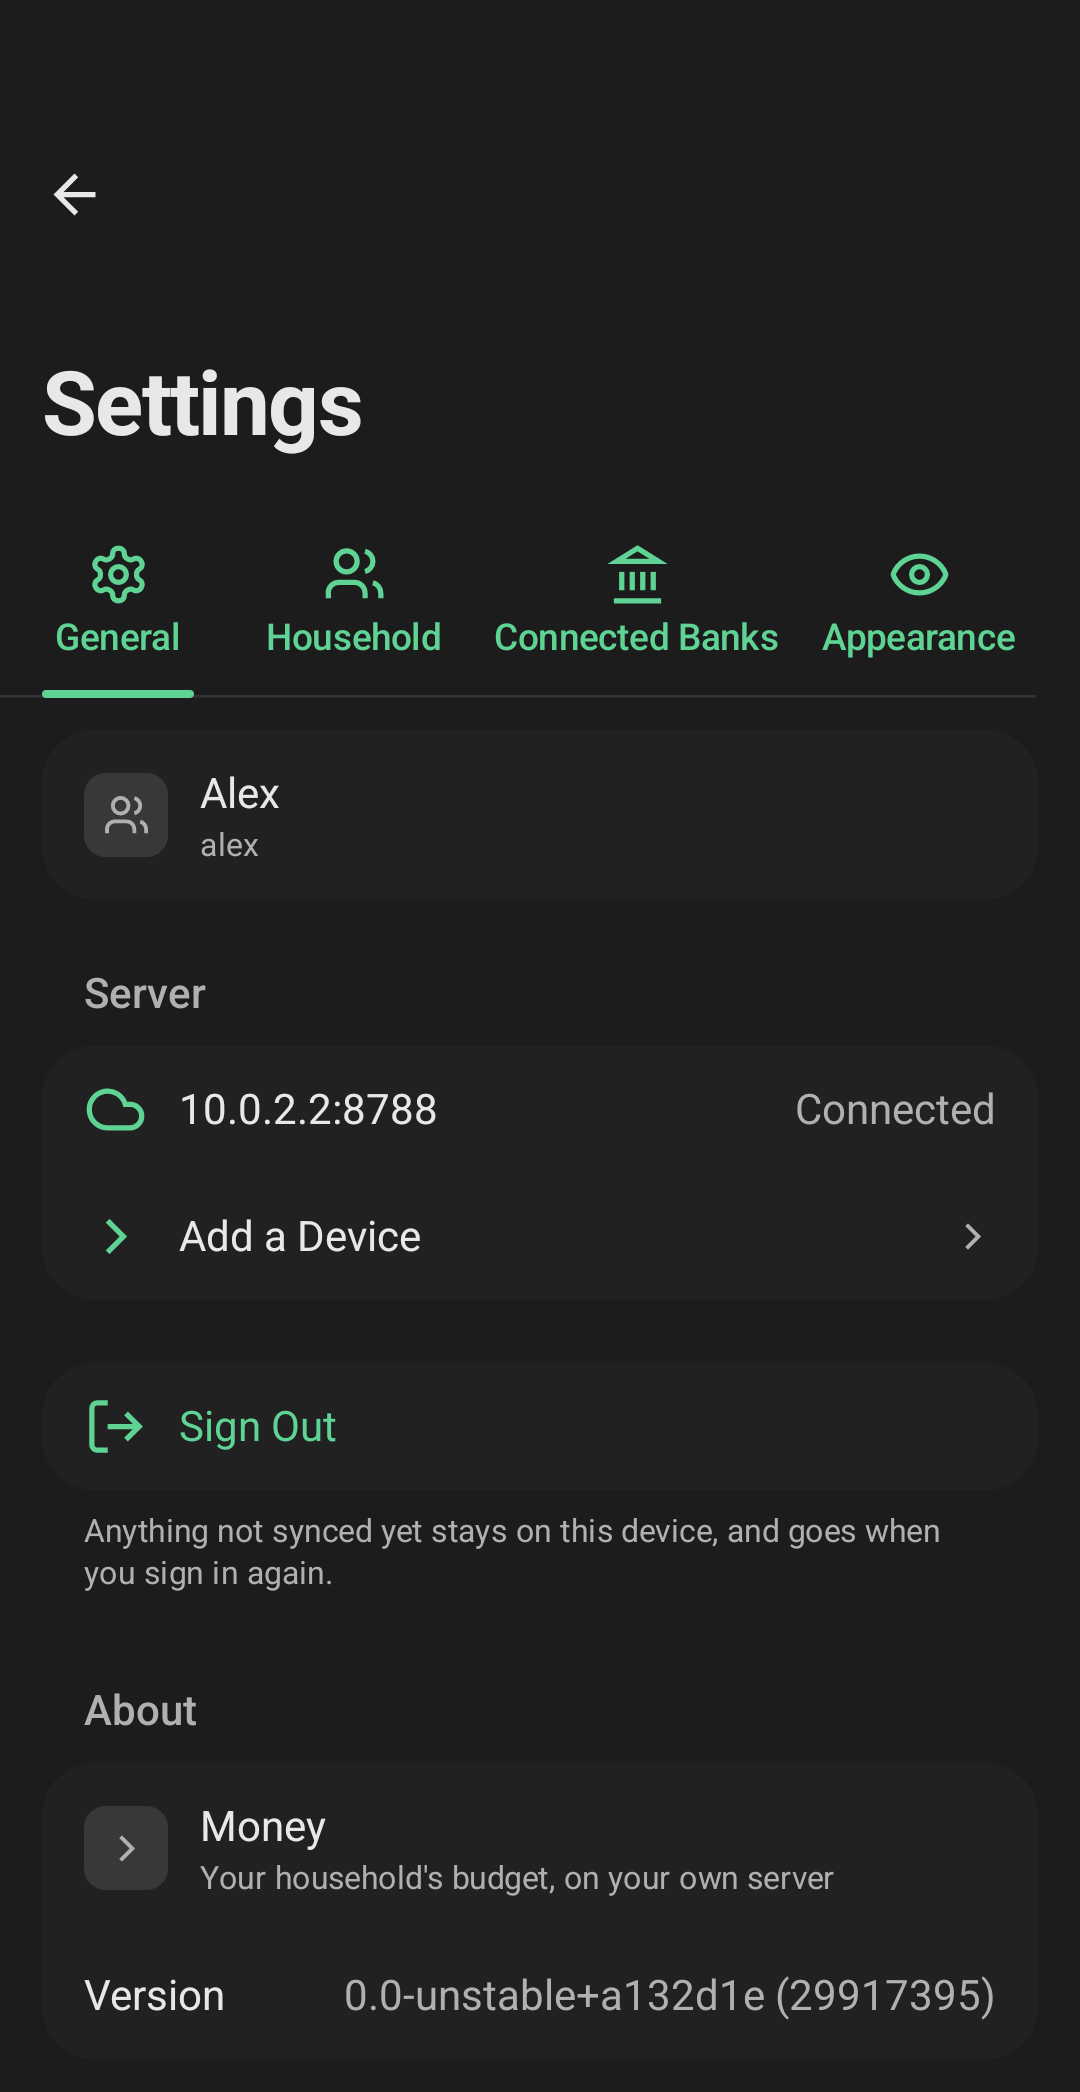 Settings
General
Household
Connected Banks
Appearance
Alex
alex
Server
10.0.2.2:8788
Connected
Add a Device
Sign Out
Anything not synced yet stays on this device, and goes when
you sign in again.
About
Money
Your household's budget, on your own server
Version
0.0-unstable+a132d1e (29917395)